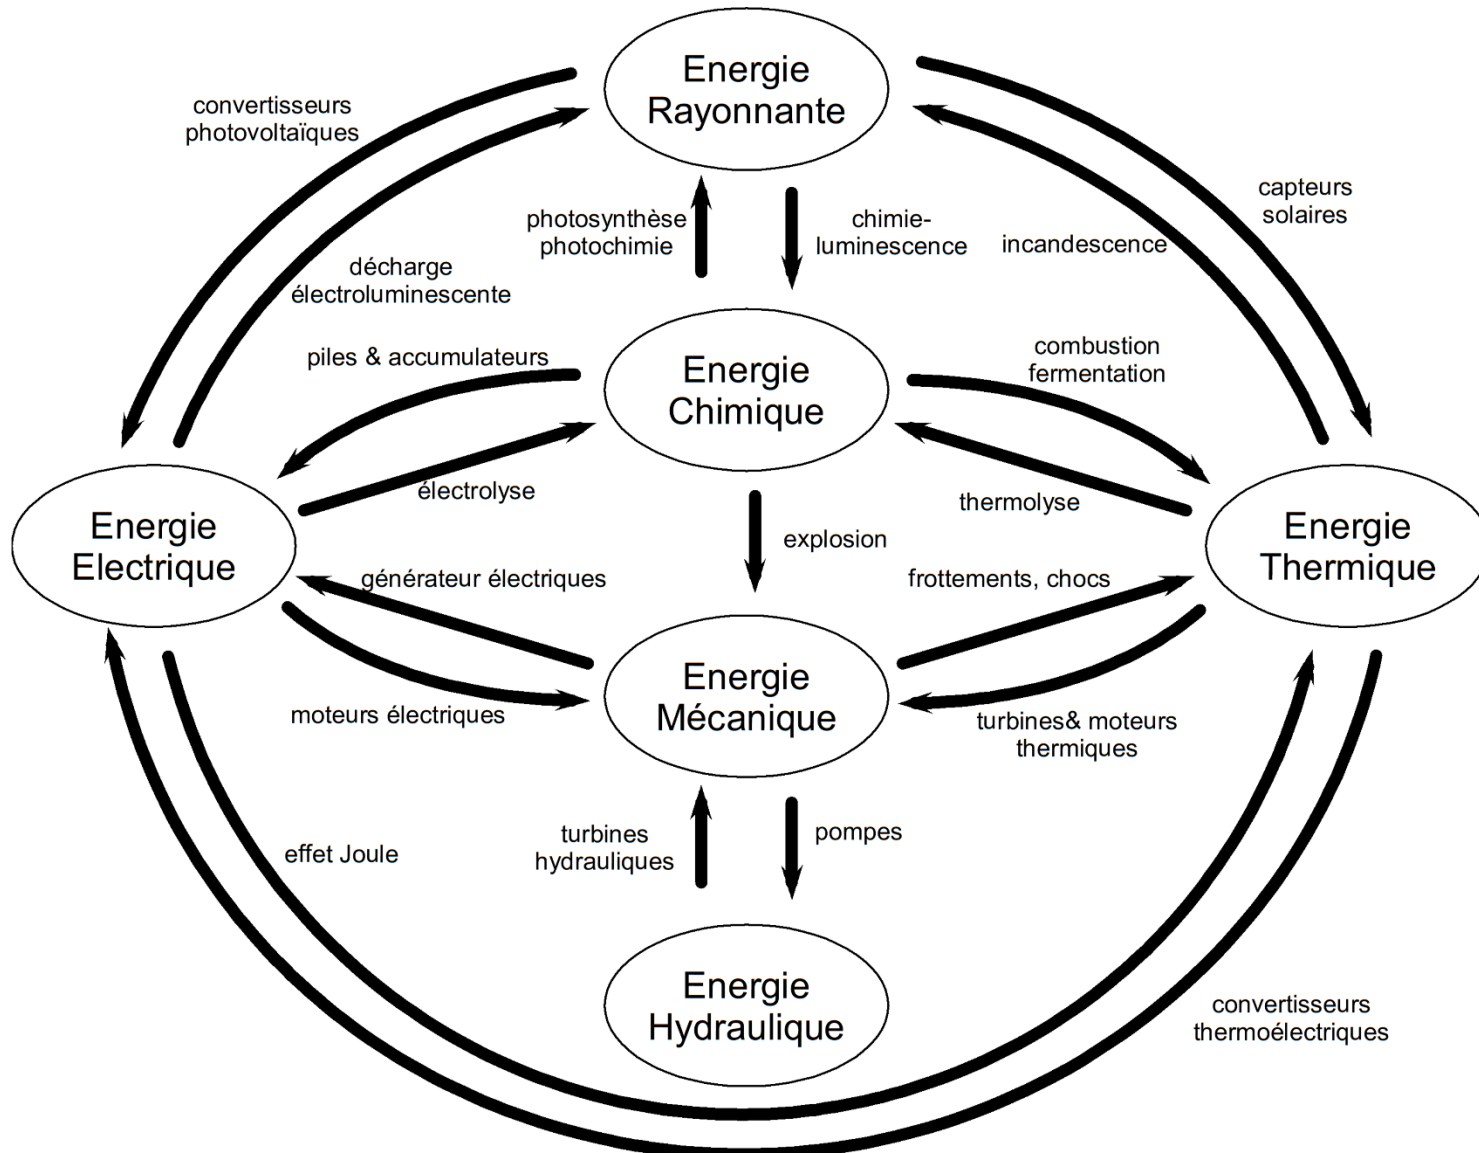 Energie
Rayonnante
convertisseurs
photovoltaïques
capteurs
solaires
photosynthèse
photochimie
chimie-
luminescence
incandescence
décharge
électroluminescente
piles & accumulateurs
combustion
fermentation
Energie
Chimique
électrolyse
thermolyse
Energie
Electrique
explosion
Energie
Thermique
générateur électriques
frottements, chocs
Energie
Mécanique
moteurs électriques
turbines& moteurs
thermiques
effet Joule
turbines
hydrauliques
pompes
Energie
Hydraulique
convertisseurs
thermoélectriques